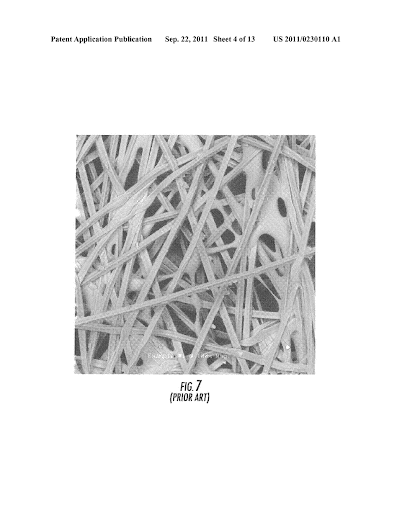 Patent Application Publication Sep. 22, 2011 Sheet 4 of 13 US 2011/0230110 A1
FIG. 7
(PRIOR ART)